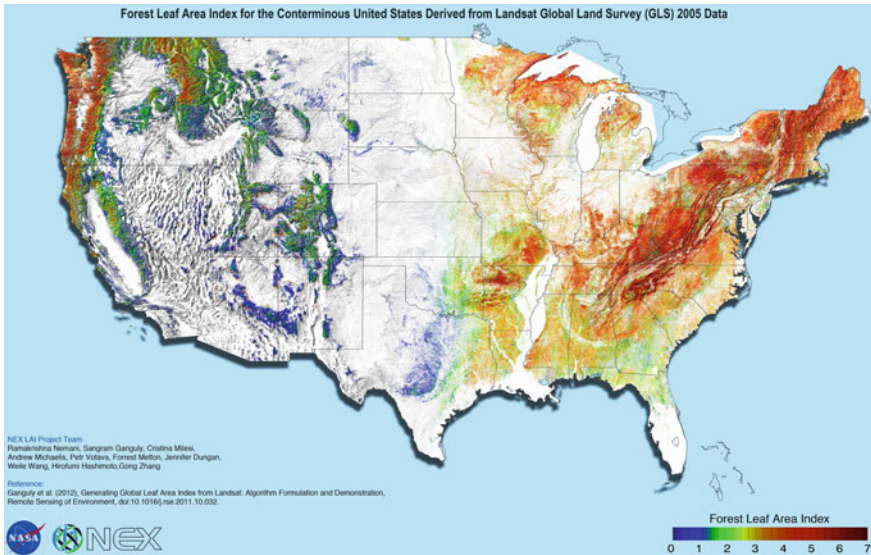 Forest Leaf Area Index for the Conterminous United States Derived from Landsat Global Land Survey (GLS) 2005 Data
NEX LAI Project Team
Ramakrishna Nemani, Sangram Ganguly, Cristina Milesi,
Andrew Michaelis, Petr Votava, Forrest Melton, Jennifer Dungan,
Weile Wang, Hirofumi Hashimoto,Gong Zhang
Reference:
Ganguly et al. (2012), Generating Global Leaf Area Index from Landsat: Algorithm Formulation and Demonstration,
Remote Sensing of Environment, doi:10.1016/j.rse.2011.10.032.
NASA
NEX
Forest Leaf Area Index
0 1 2 3 4 5 6 7